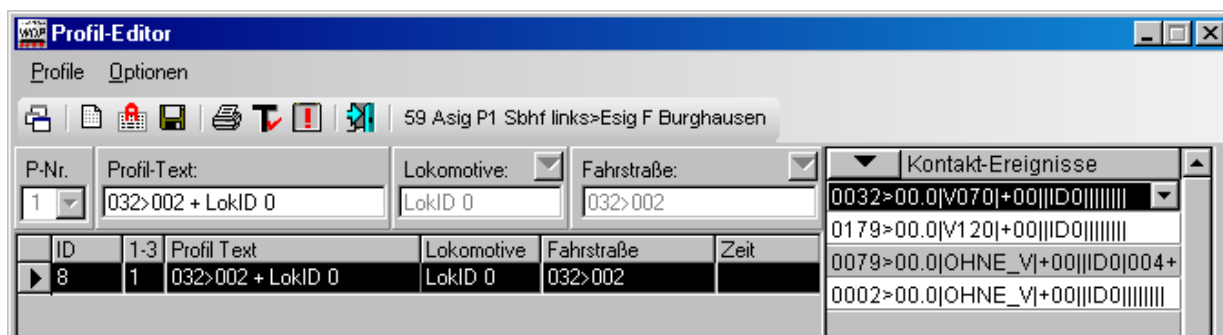 Profil-Editor
Profile Optionen
59 Asig P1 Sbhf links>Esig F Burghausen
P-Nr. Profil-Text: Lokomotive: Fahrstraße: Kontakt-Ereignisse
1 032>002 + LokID 0 LokID 0 032>002
0032>00.0|V070|+00|||ID0||||||||
0179>00.0|V120|+00|||ID0||||||||
0079>00.0|OHNE_V|+00|||ID0|004+
0002>00.0|OHNE_V|+00|||ID0||||||||
ID 1-3 Profil Text Lokomotive Fahrstraße Zeit
8 1 032>002 + LokID 0 LokID 0 032>002